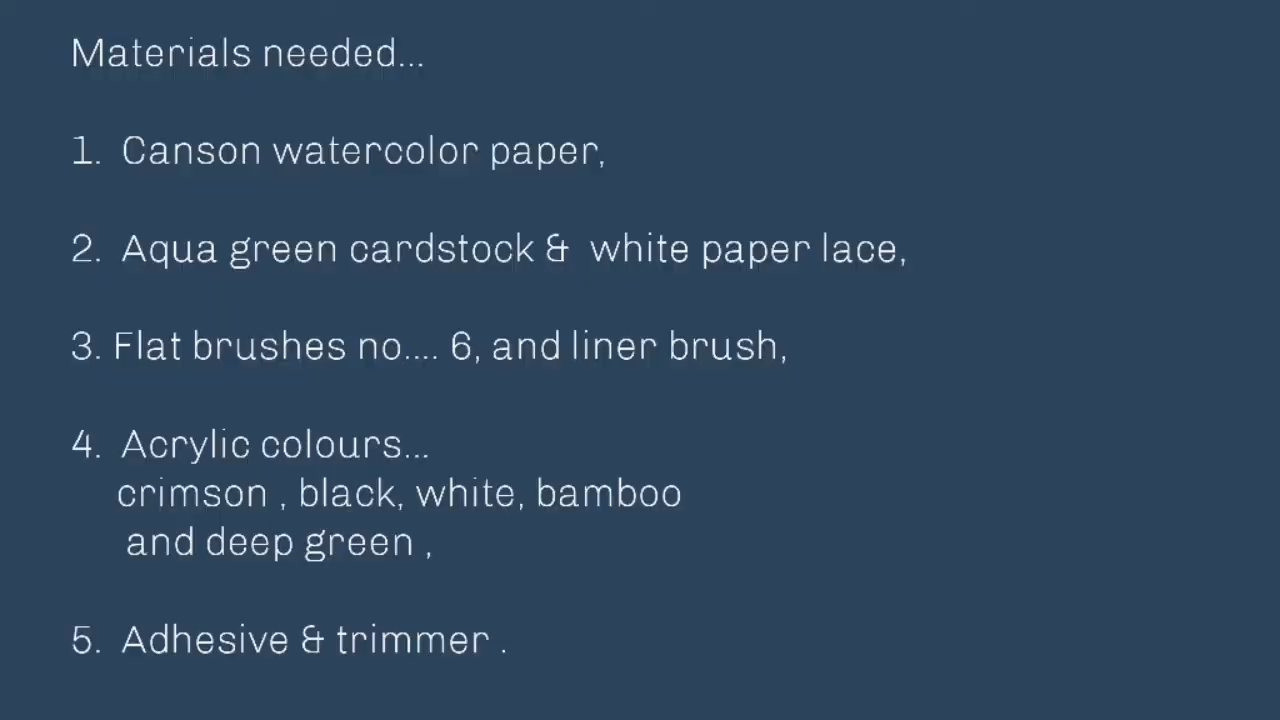 Materials needed...
1. Canson watercolor paper,
2. Aqua green cardstock & white paper lace,
3. Flat brushes no.... 6, and liner brush,
4. Acrylic colours...
crimson , black, white, bamboo
and deep green ,
5. Adhesive & trimmer .